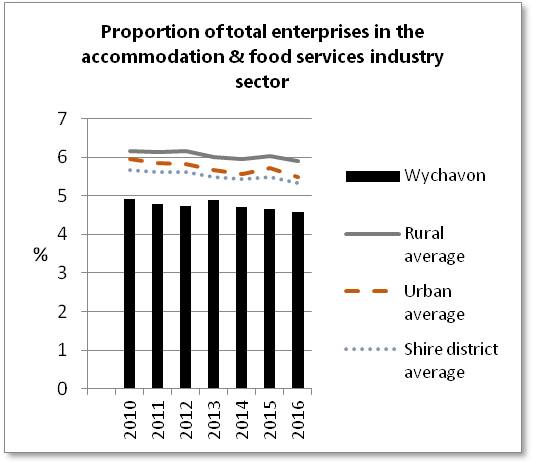 Proportion of total enterprises in the
accommodation & food services industry
sector
7
6
5
4
3
2
1
0
%
2010
2011
2012
2013
2014
2015
2016
Wychavon
Rural
average
Urban
average
Shire district
average